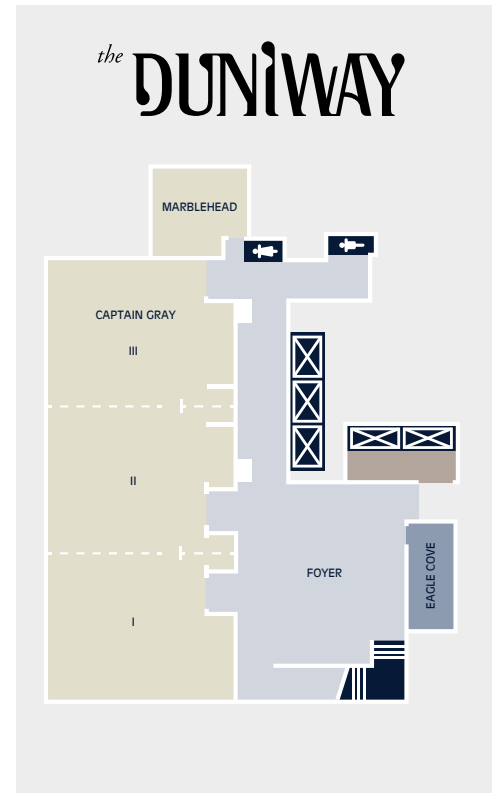 the DUNiWAY
MARBLEHEAD
CAPTAIN GRAY
III
II
FOYER
EAGLE COVE
I